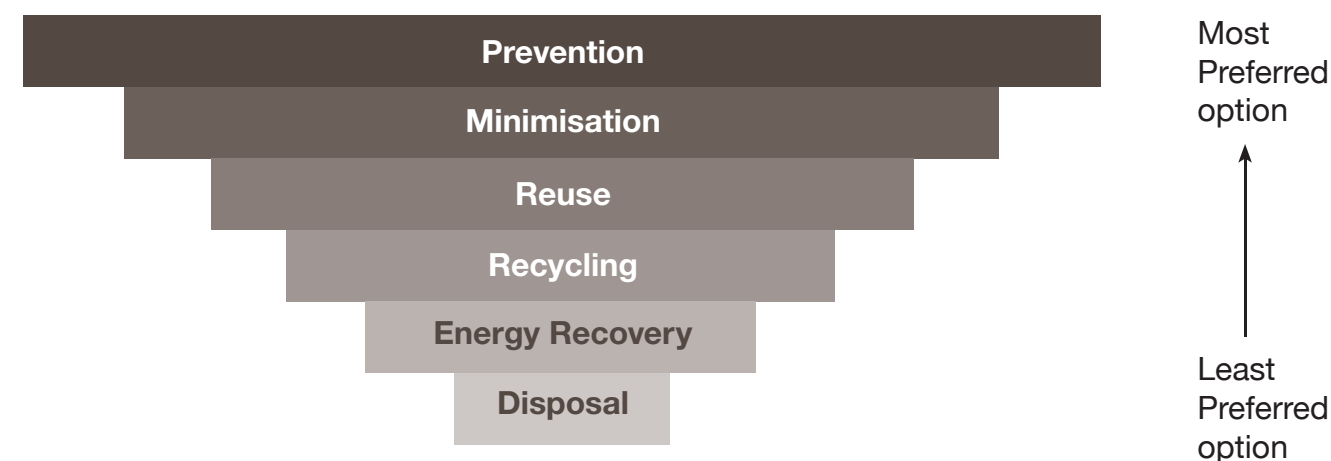 Prevention
Minimisation
Reuse
Recycling
Energy Recovery
Disposal
Most
Preferred
option
Least
Preferred
option